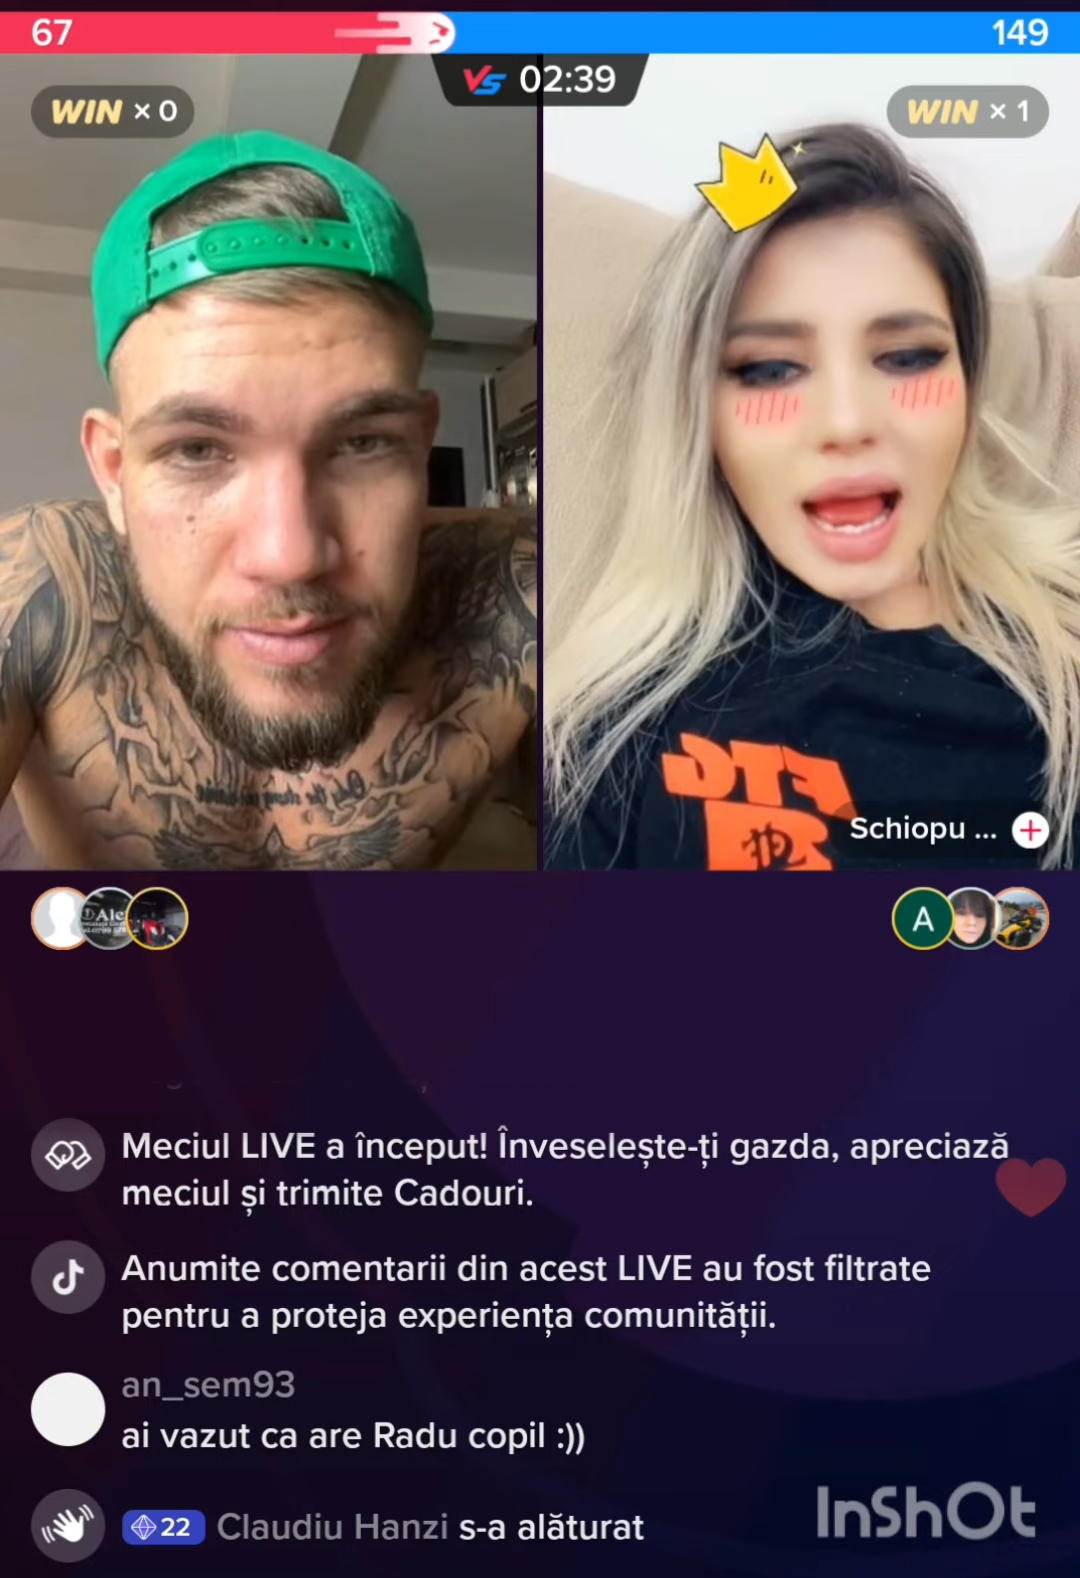 67
149
VS 02:39
WIN × 0
WIN × 1
FTC
Schiopu ...
Ale
A
Meciul LIVE a început! Înveselește-ți gazda, apreciază
meciul și trimite Cadouri.
Anumite comentarii din acest LIVE au fost filtrate
pentru a proteja experiența comunității.
an_sem93
ai vazut ca are Radu copil :))
22 Claudiu Hanzi s-a alăturat
InShOt